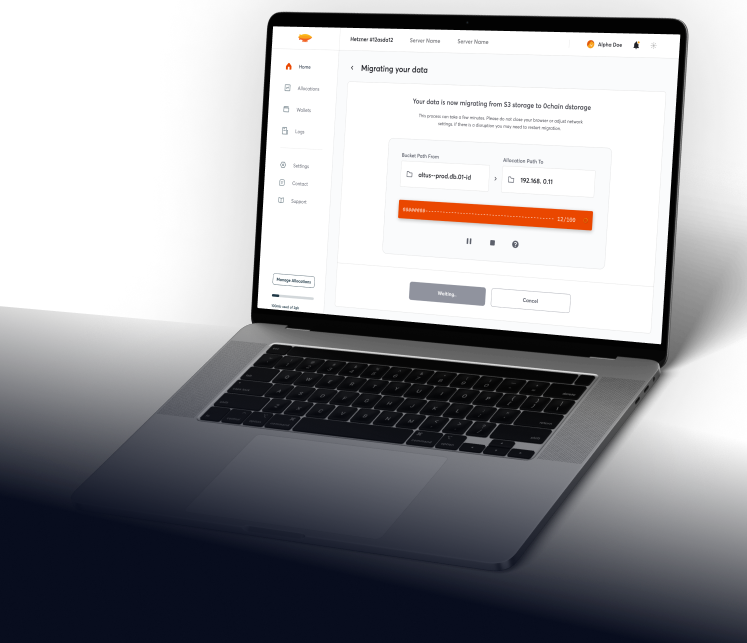 Hetzner #12asda12
Server Name
Server Name
Alpha Doe
Home
Allocations
Wallets
Logs
Settings
Contact
Support
Manage Allocations
Migrating your data
Your data is now migrating from S3 storage to 0chain dstorage
This process can take a few minutes. Please do not close your browser or adjust network
settings. If there is a disruption you may need to restart migration.
Bucket Path From
Allocation Path To
altus--prod.db.01-id
192.168. 0.11
12/100
Waiting..
Cancel